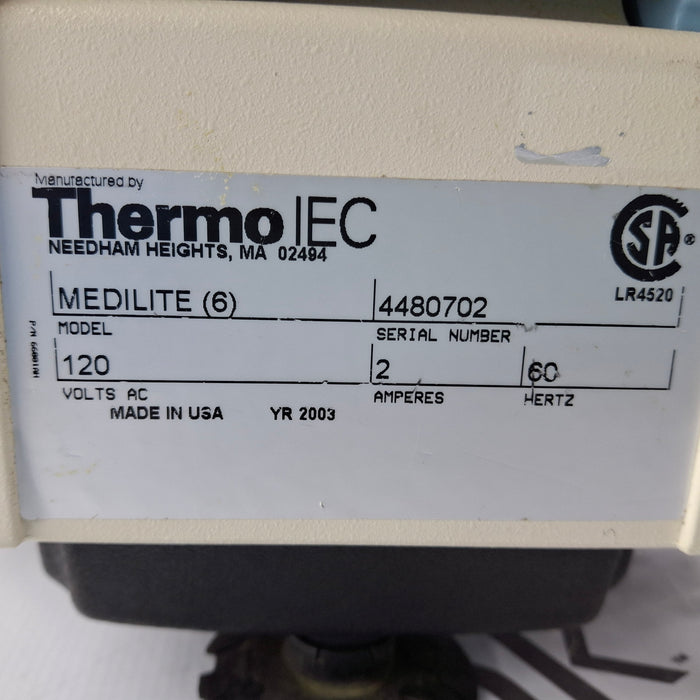 Manufactured by
Thermo IEC
NEEDHAM HEIGHTS, MA 02494
CSA ®
LR4520
MEDILITE (6) 4480702
MODEL SERIAL NUMBER
120 2 60
VOLTS AC AMPERES HERTZ
MADE IN USA YR 2003
P/N